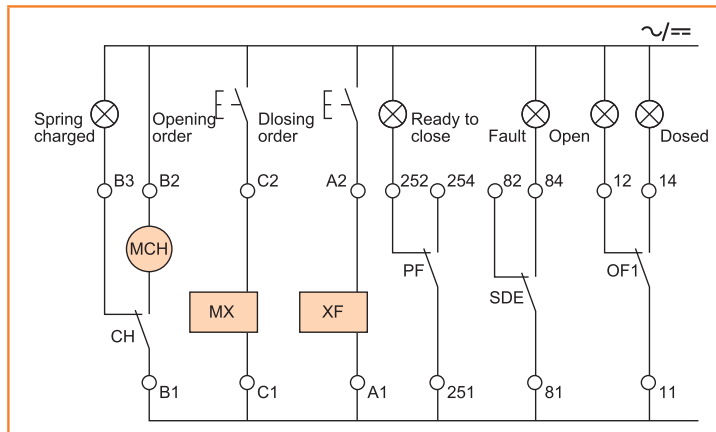 ~/==
Spring charged
Opening order
Dlosing order
Ready to close
Fault
Open
Dosed
B3
B2
C2
A2
252
254
82
84
12
14
MCH
PF
OF1
SDE
MX
XF
CH
B1
C1
A1
251
81
11